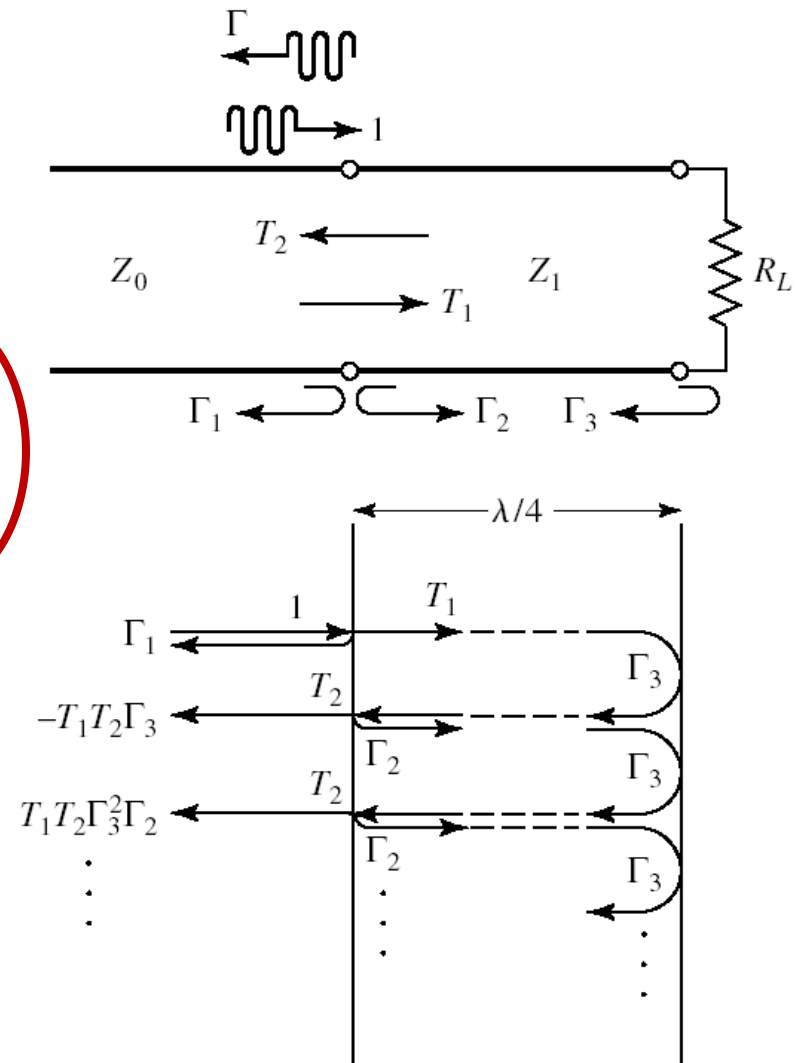 Γ
1
T₂
Z₀ Z₁ R_L
T₁
Γ₁ Γ₂ Γ₃
λ/4
1 T₁
Γ₁
Γ₃
T₂
−T₁T₂Γ₃
Γ₂
Γ₃
T₂
T₁T₂Γ₃²Γ₂
Γ₂
Γ₃